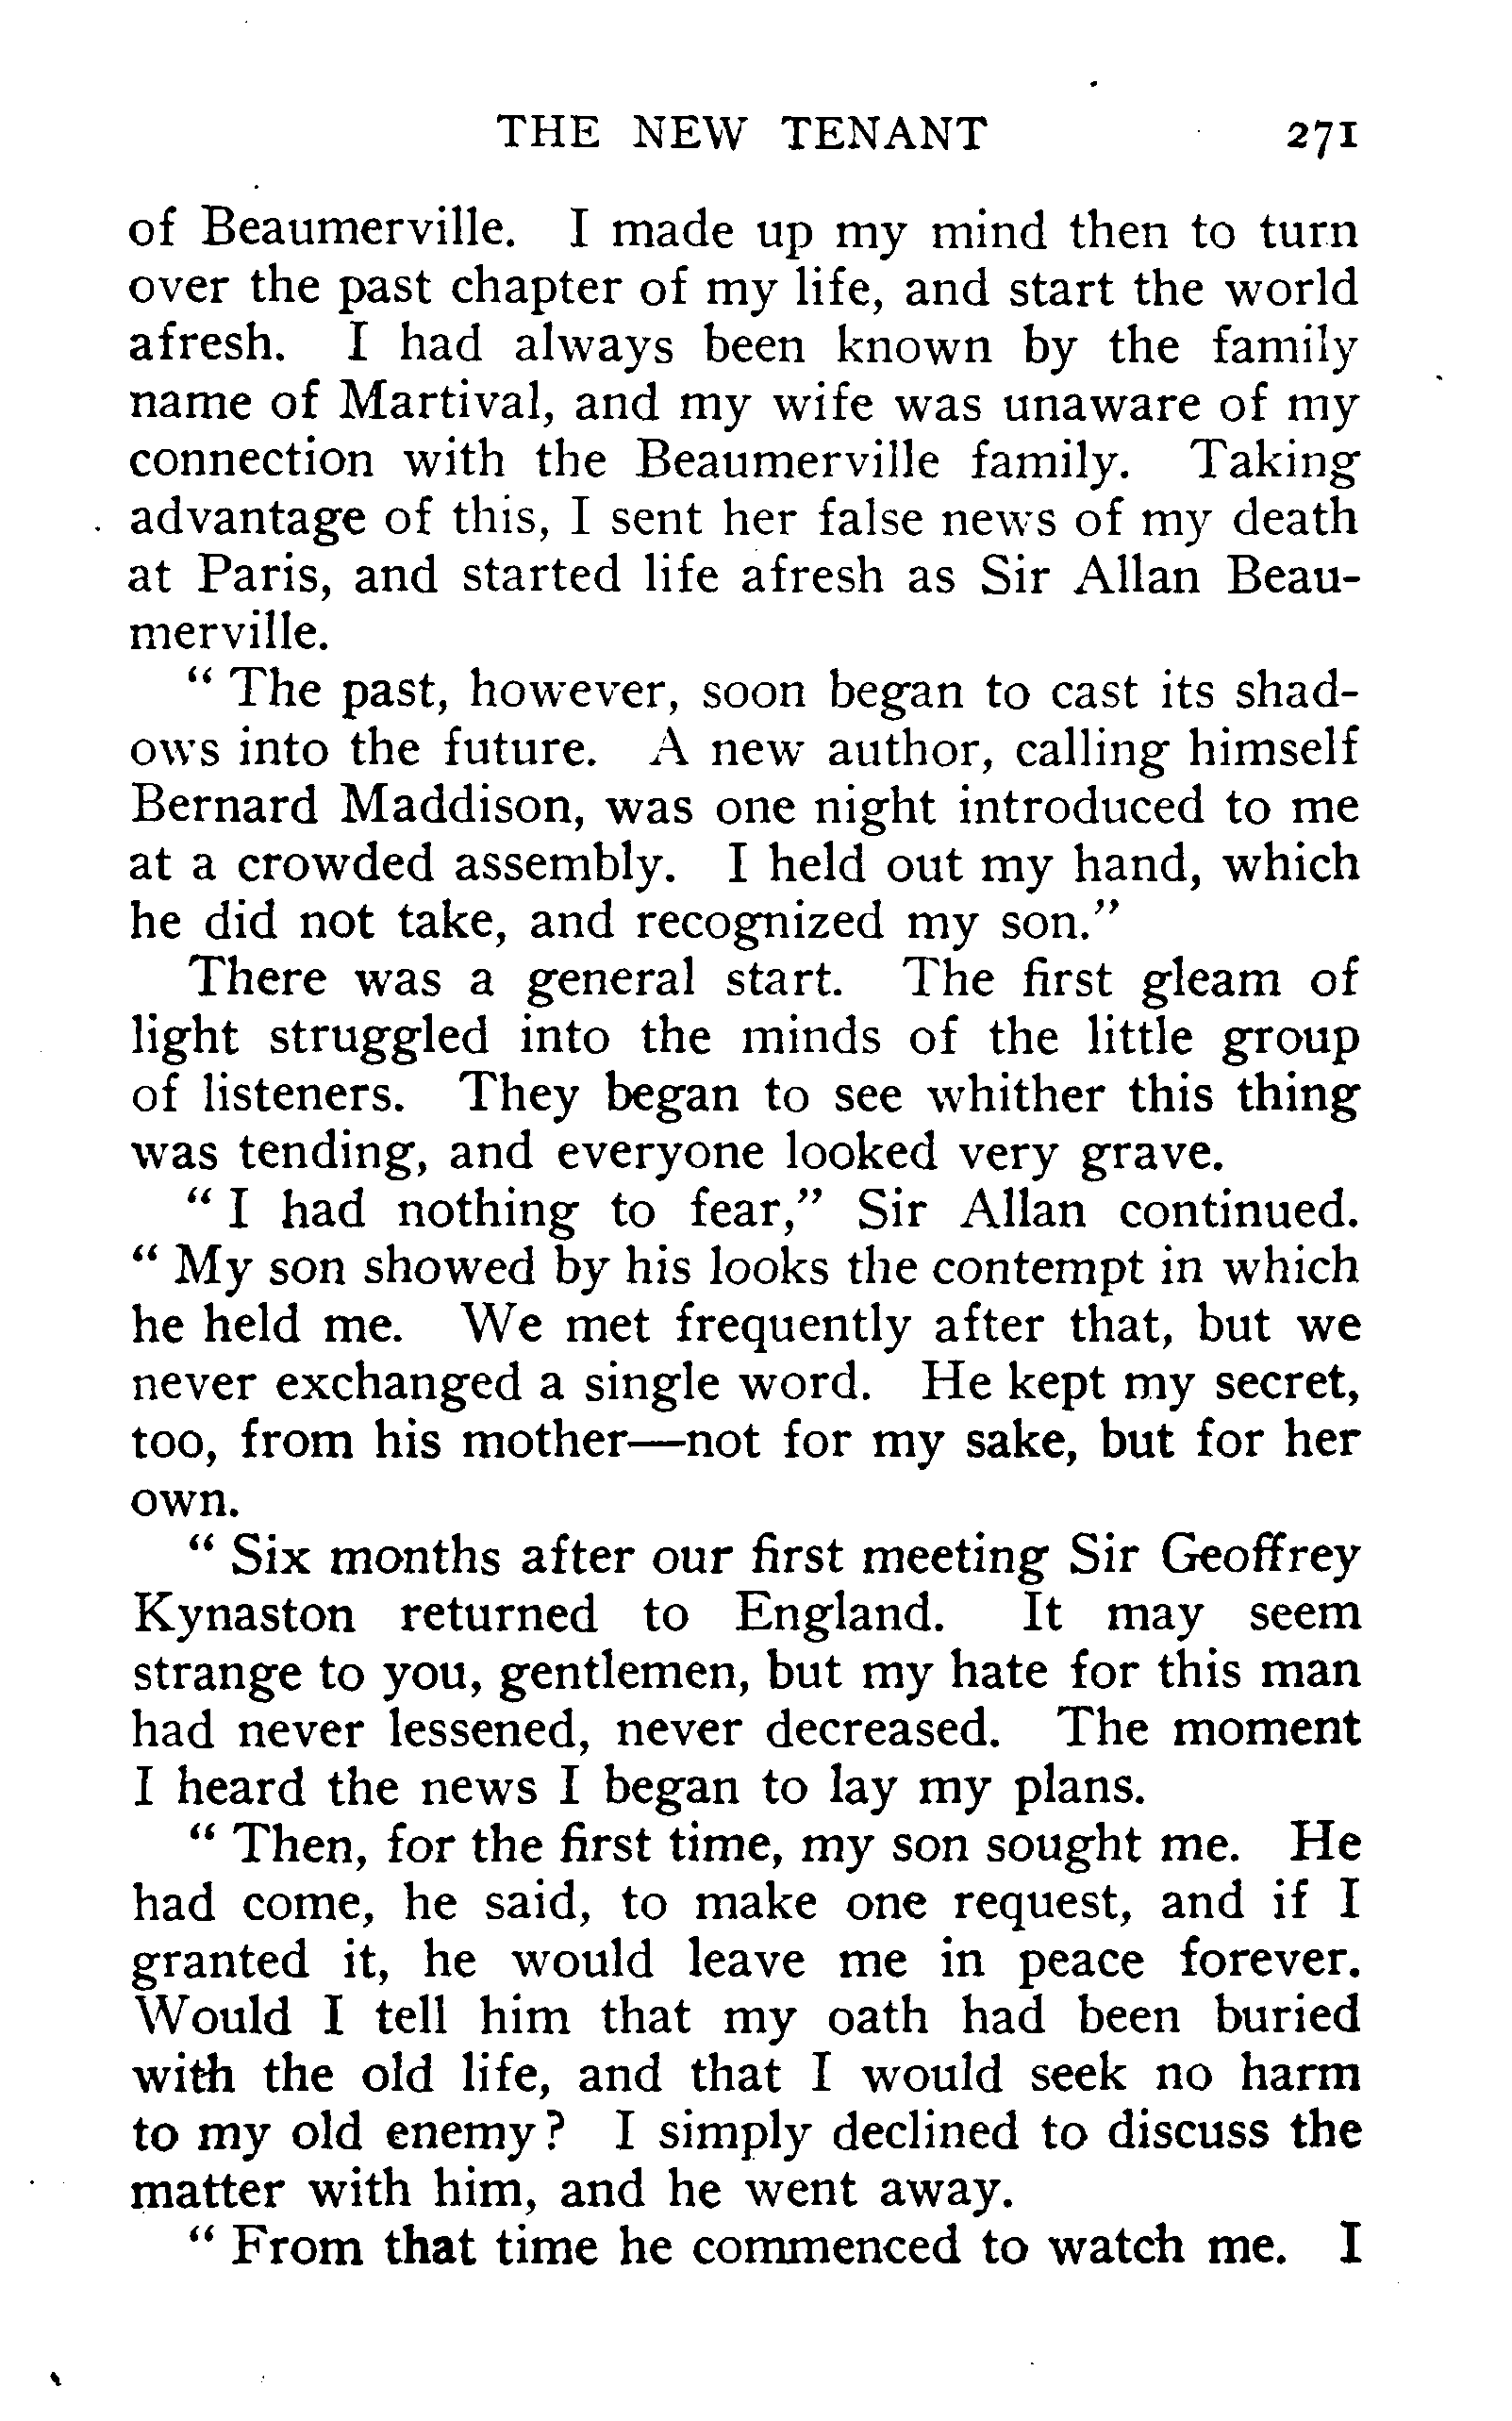 THE NEW TENANT 271
of Beaumerville. I made up my mind then to turn
over the past chapter of my life, and start the world
afresh. I had always been known by the family
name of Martival, and my wife was unaware of my
connection with the Beaumerville family. Taking
advantage of this, I sent her false news of my death
at Paris, and started life afresh as Sir Allan Beau-
merville.
“ The past, however, soon began to cast its shad-
ows into the future. A new author, calling himself
Bernard Maddison, was one night introduced to me
at a crowded assembly. I held out my hand, which
he did not take, and recognized my son.”
There was a general start. The first gleam of
light struggled into the minds of the little group
of listeners. They began to see whither this thing
was tending, and everyone looked very grave.
“ I had nothing to fear,” Sir Allan continued.
“ My son showed by his looks the contempt in which
he held me. We met frequently after that, but we
never exchanged a single word. He kept my secret,
too, from his mother—not for my sake, but for her
own.
“ Six months after our first meeting Sir Geoffrey
Kynaston returned to England. It may seem
strange to you, gentlemen, but my hate for this man
had never lessened, never decreased. The moment
I heard the news I began to lay my plans.
“ Then, for the first time, my son sought me. He
had come, he said, to make one request, and if I
granted it, he would leave me in peace forever.
Would I tell him that my oath had been buried
with the old life, and that I would seek no harm
to my old enemy? I simply declined to discuss the
matter with him, and he went away.
“ From that time he commenced to watch me. I